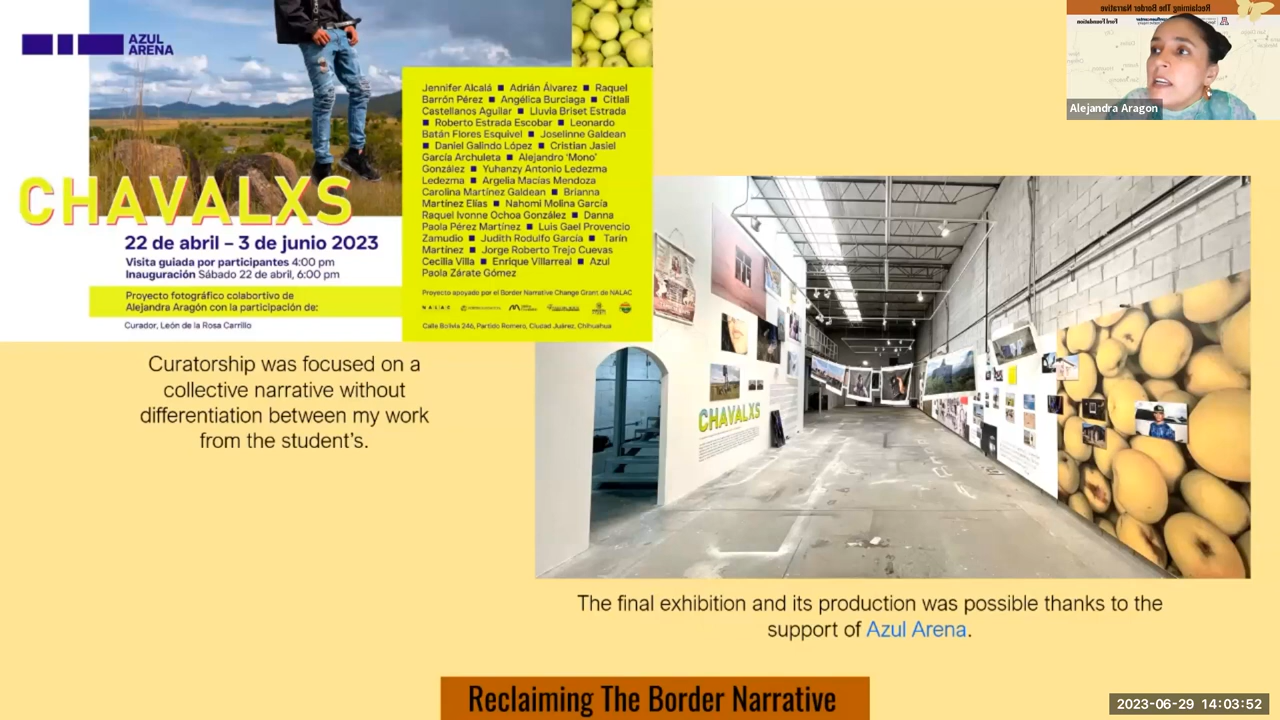 AZUL
ARENA
CHAVALXS
22 de abril – 3 de junio 2023
Visita guiada por participantes 4:00 pm
Inauguración Sábado 22 de abril, 6:00 pm
Proyecto fotográfico colabortivo de
Alejandra Aragón con la participación de:
Curador, León de la Rosa Carrillo
Jennifer Alcalá ■ Adrián Álvarez ■ Raquel
Barrón Pérez ■ Angélica Burciaga ■ Citlali
Castellanos Aguilar ■ Lluvia Briset Estrada
■ Roberto Estrada Escobar ■ Leonardo
Batán Flores Esquivel ■ Joselinne Galdean
■ Daniel Galindo López ■ Cristian Jasiel
García Archuleta ■ Alejandro 'Mono'
González ■ Yuhanzy Antonio Ledezma
Ledezma ■ Argelia Macías Mendoza
Carolina Martínez Galdean ■ Brianna
Martínez Elías ■ Nahomi Molina García
Raquel Ivonne Ochoa González ■ Danna
Paola Pérez Martínez ■ Luis Gael Provencio
Zamudio ■ Judith Rodulfo García ■ Tarín
Martínez ■ Jorge Roberto Trejo Cuevas
Cecilia Villa ■ Enrique Villarreal ■ Azul
Paola Zárate Gómez
Proyecto apoyado por el Border Narrative Change Grant de NALAC
NALAC
Calle Bolivia 246, Partido Romero, Ciudad Juárez, Chihuahua
Reclaiming The Border Narrative
Ford Foundation
Alejandra Aragon
CHAVALXS
Curatorship was focused on a
collective narrative without
differentiation between my work
from the student's.
The final exhibition and its production was possible thanks to the
support of Azul Arena.
Reclaiming The Border Narrative
2023-06-29 14:03:52